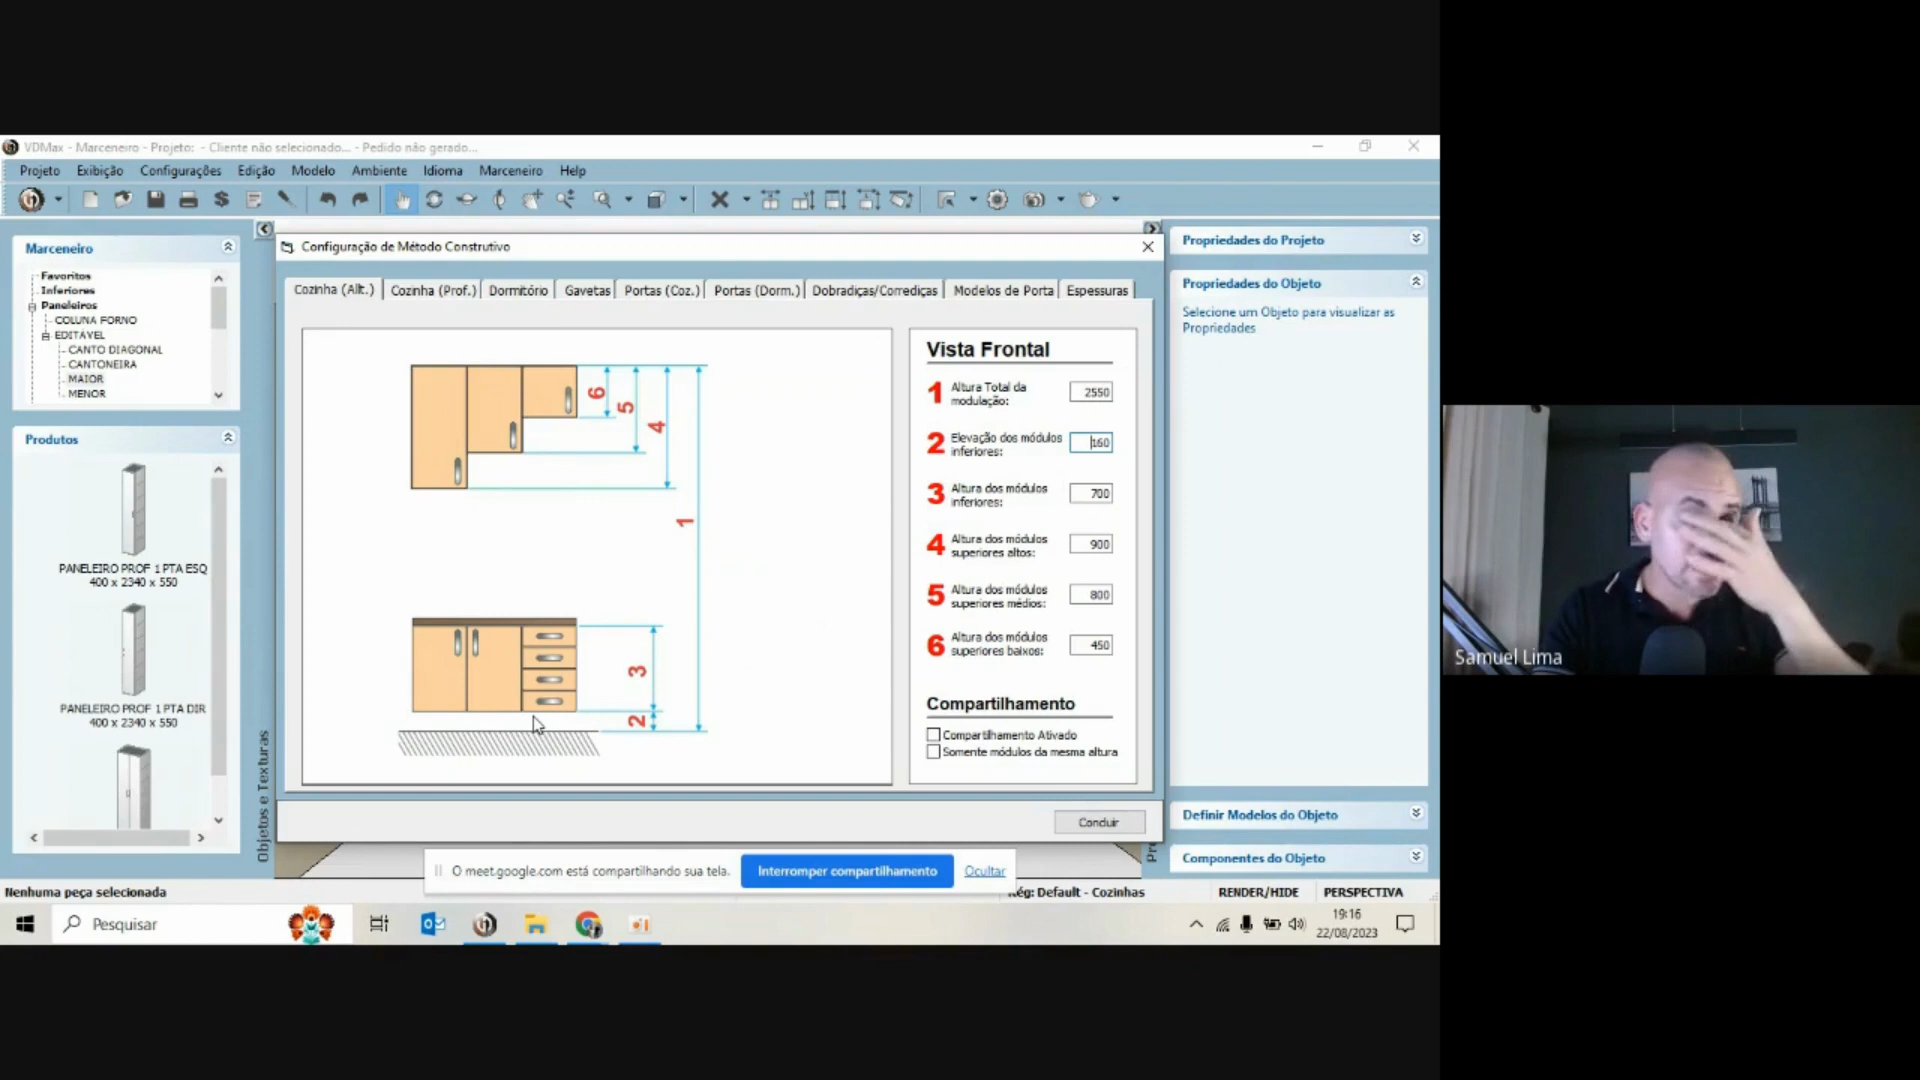 VDMax - Marceneiro - Projeto: - Cliente não selecionado... - Pedido não gerado...
Projeto Exibição Configurações Edição Modelo Ambiente Idioma Marceneiro Help
Marceneiro
Favoritos
Inferiores
Paneleiros
COLUNA FORNO
EDITÁVEL
CANTO DIAGONAL
CANTONEIRA
MAIOR
MENOR
Produtos
PANELEIRO PROF 1 PTA ESQ
400 x 2340 x 550
PANELEIRO PROF 1 PTA DIR
400 x 2340 x 550
Objetos e Texturas
Configuração de Método Construtivo
Cozinha (Alt.) Cozinha (Prof.) Dormitório Gavetas Portas (Coz.) Portas (Dorm.) Dobradiças/Corrediças Modelos de Porta Espessuras
6
5
4
1
3
2
Vista Frontal
1 Altura Total da
modulação: 2550
2 Elevação dos módulos
inferiores: 160
3 Altura dos módulos
inferiores: 700
4 Altura dos módulos
superiores altos: 900
5 Altura dos módulos
superiores médios: 800
6 Altura dos módulos
superiores baixos: 450
Compartilhamento
Compartilhamento Ativado
Somente módulos da mesma altura
Concluir
Propriedades do Projeto
Propriedades do Objeto
Selecione um Objeto para visualizar as
Propriedades
Definir Modelos do Objeto
Componentes do Objeto
O meet.google.com está compartilhando sua tela. Interromper compartilhamento Ocultar
Nenhuma peça selecionada
Default - Cozinhas RENDER/HIDE PERSPECTIVA
Pesquisar
19:16
22/08/2023
Samuel Lima